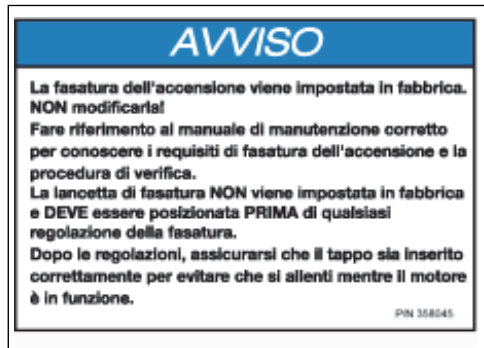 AVVISO
La fasatura dell'accensione viene impostata in fabbrica.
NON modificarla!
Fare riferimento al manuale di manutenzione corretto
per conoscere i requisiti di fasatura dell'accensione e la
procedura di verifica.
La lancetta di fasatura NON viene impostata in fabbrica
e DEVE essere posizionata PRIMA di qualsiasi
regolazione della fasatura.
Dopo le regolazioni, assicurarsi che il tappo sia inserito
correttamente per evitare che si allenti mentre il motore
è in funzione.
P/N 358045